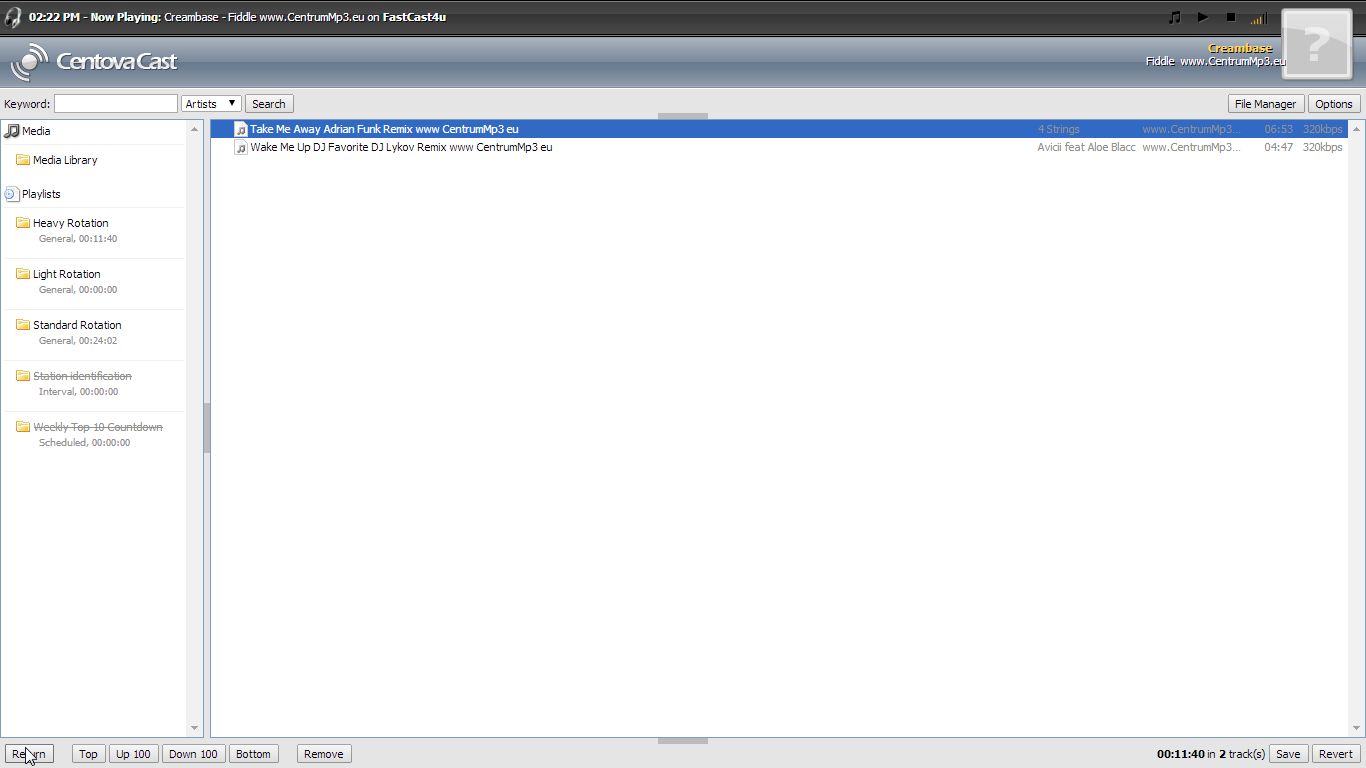 02:22 PM - Now Playing: Creambase - Fiddle www.CentrumMp3.eu on FastCast4u
CentovaCast
Creambase
Fiddle www.CentrumMp3.eu
?
Keyword: Artists Search File Manager Options
Media
Media Library
Playlists
Heavy Rotation
General, 00:11:40
Light Rotation
General, 00:00:00
Standard Rotation
General, 00:24:02
Station identification
Interval, 00:00:00
Weekly Top 10 Countdown
Scheduled, 00:00:00
Take Me Away Adrian Funk Remix www CentrumMp3 eu 4 Strings www.CentrumMp3... 06:53 320kbps
Wake Me Up DJ Favorite DJ Lykov Remix www CentrumMp3 eu Avicii feat Aloe Blacc www.CentrumMp3... 04:47 320kbps
Return Top Up 100 Down 100 Bottom Remove 00:11:40 in 2 track(s) Save Revert